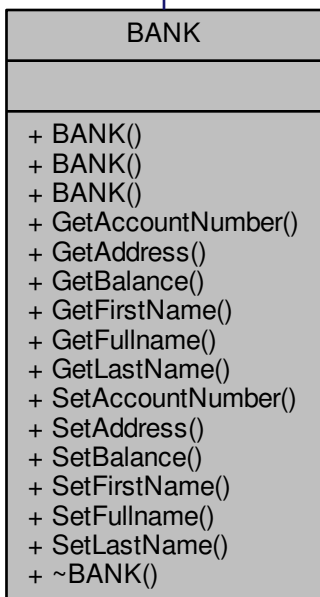 BANK
+ BANK()
+ BANK()
+ BANK()
+ GetAccountNumber()
+ GetAddress()
+ GetBalance()
+ GetFirstName()
+ GetFullname()
+ GetLastName()
+ SetAccountNumber()
+ SetAddress()
+ SetBalance()
+ SetFirstName()
+ SetFullname()
+ SetLastName()
+ ~BANK()